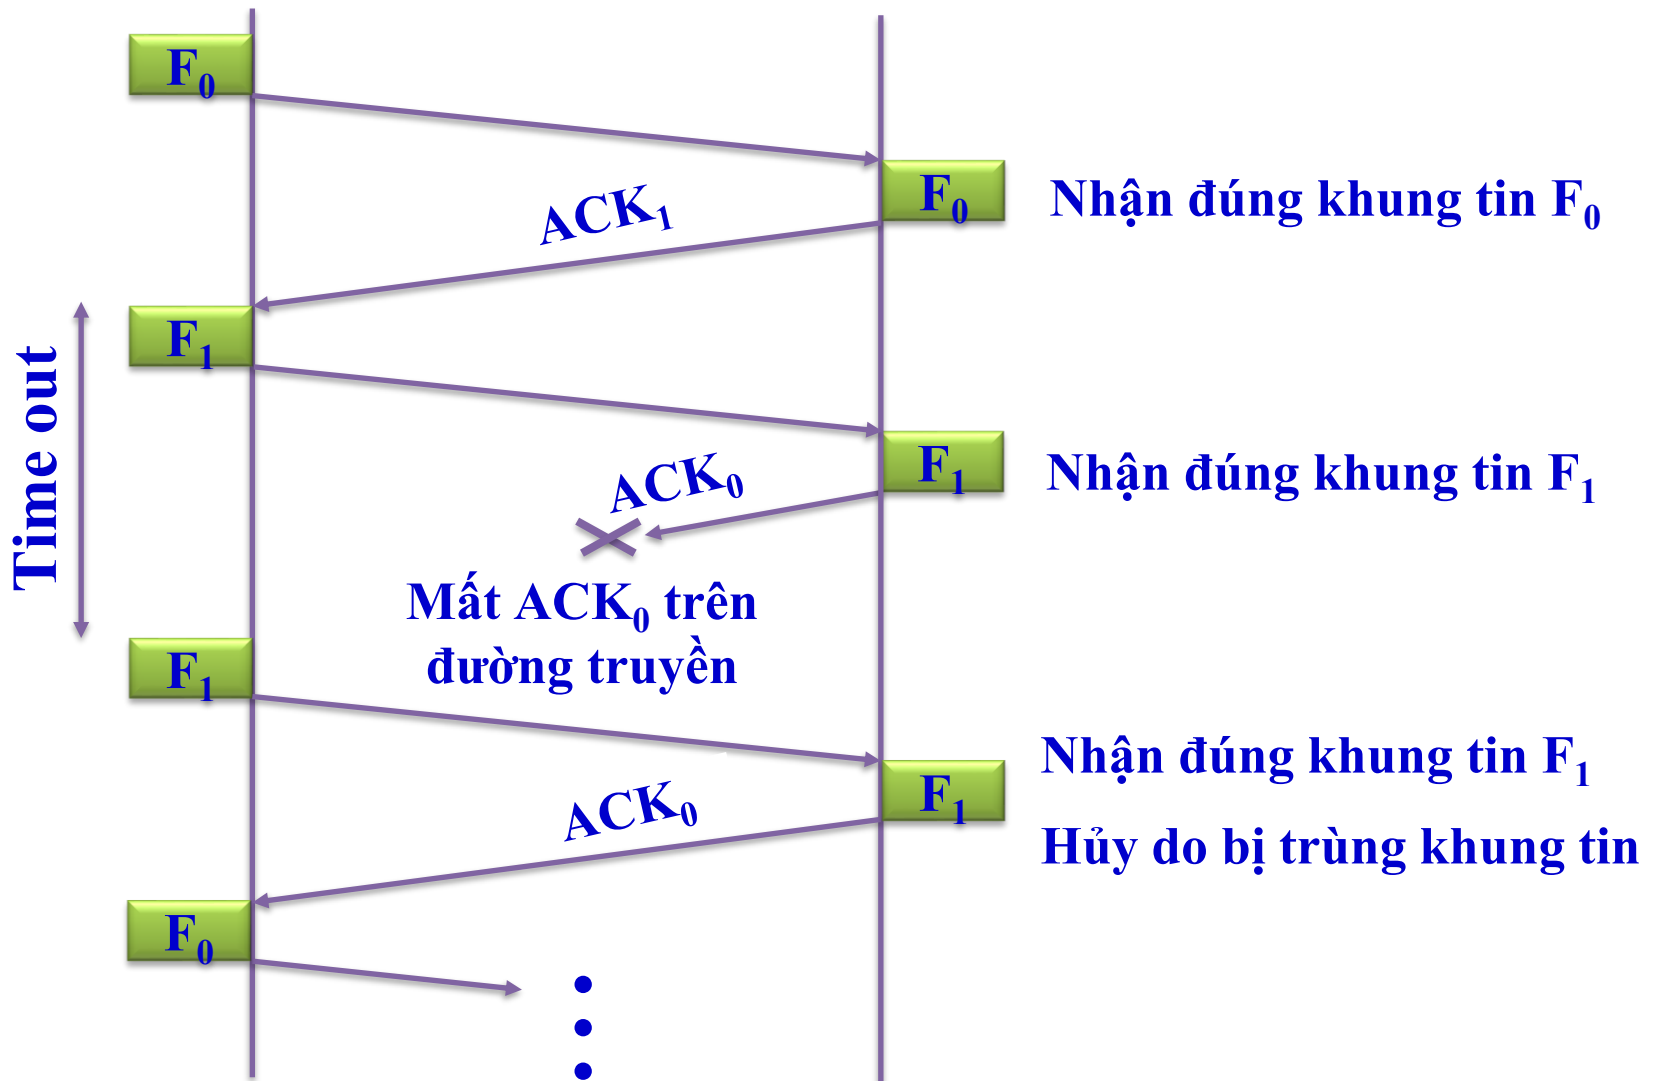 F₀
F₀ Nhận đúng khung tin F₀
ACK₁
F₁
Time out
F₁ Nhận đúng khung tin F₁
ACK₀
Mất ACK₀ trên
đường truyền
F₁
F₁ Nhận đúng khung tin F₁
Hủy do bị trùng khung tin
ACK₀
F₀